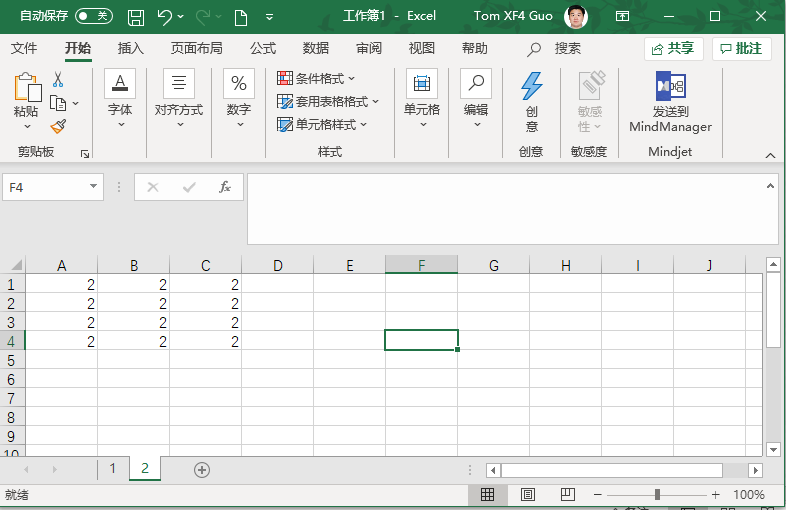 自动保存 关 工作簿1 - Excel Tom XF4 Guo
文件 开始 插入 页面布局 公式 数据 审阅 视图 帮助 搜索 共享 批注
粘贴
剪贴板
字体
对齐方式
%
数字
条件格式
套用表格格式
单元格样式
样式
单元格
编辑
创
意
创意
敏感
性
敏感度
发送到
MindManager
Mindjet
F4 fx
A B C D E F G H I J
1 2 2 2
2 2 2 2
3 2 2 2
4 2 2 2
5
6
7
8
9
10
1 2
就绪 100%